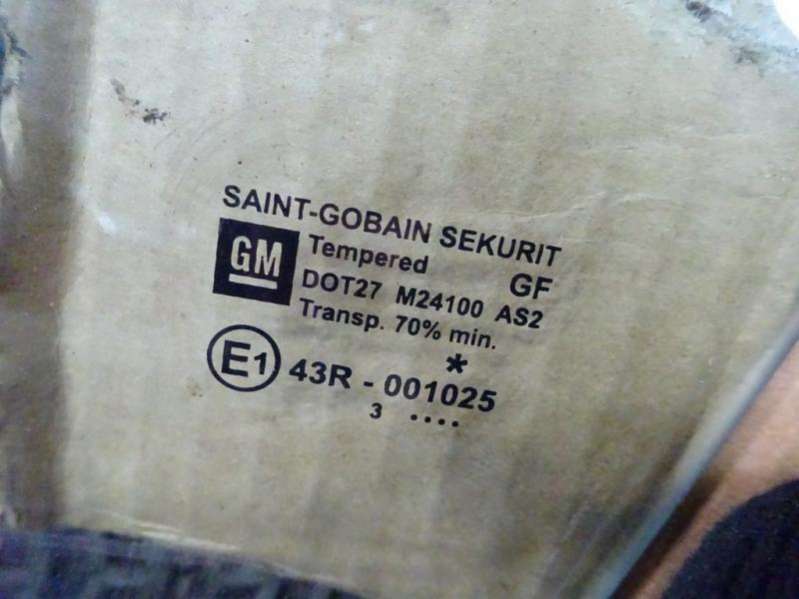 SAINT-GOBAIN SEKURIT
GM
Tempered GF
DOT27 M24100 AS2
Transp. 70% min.
*
E1 43R - 001025
3 ....